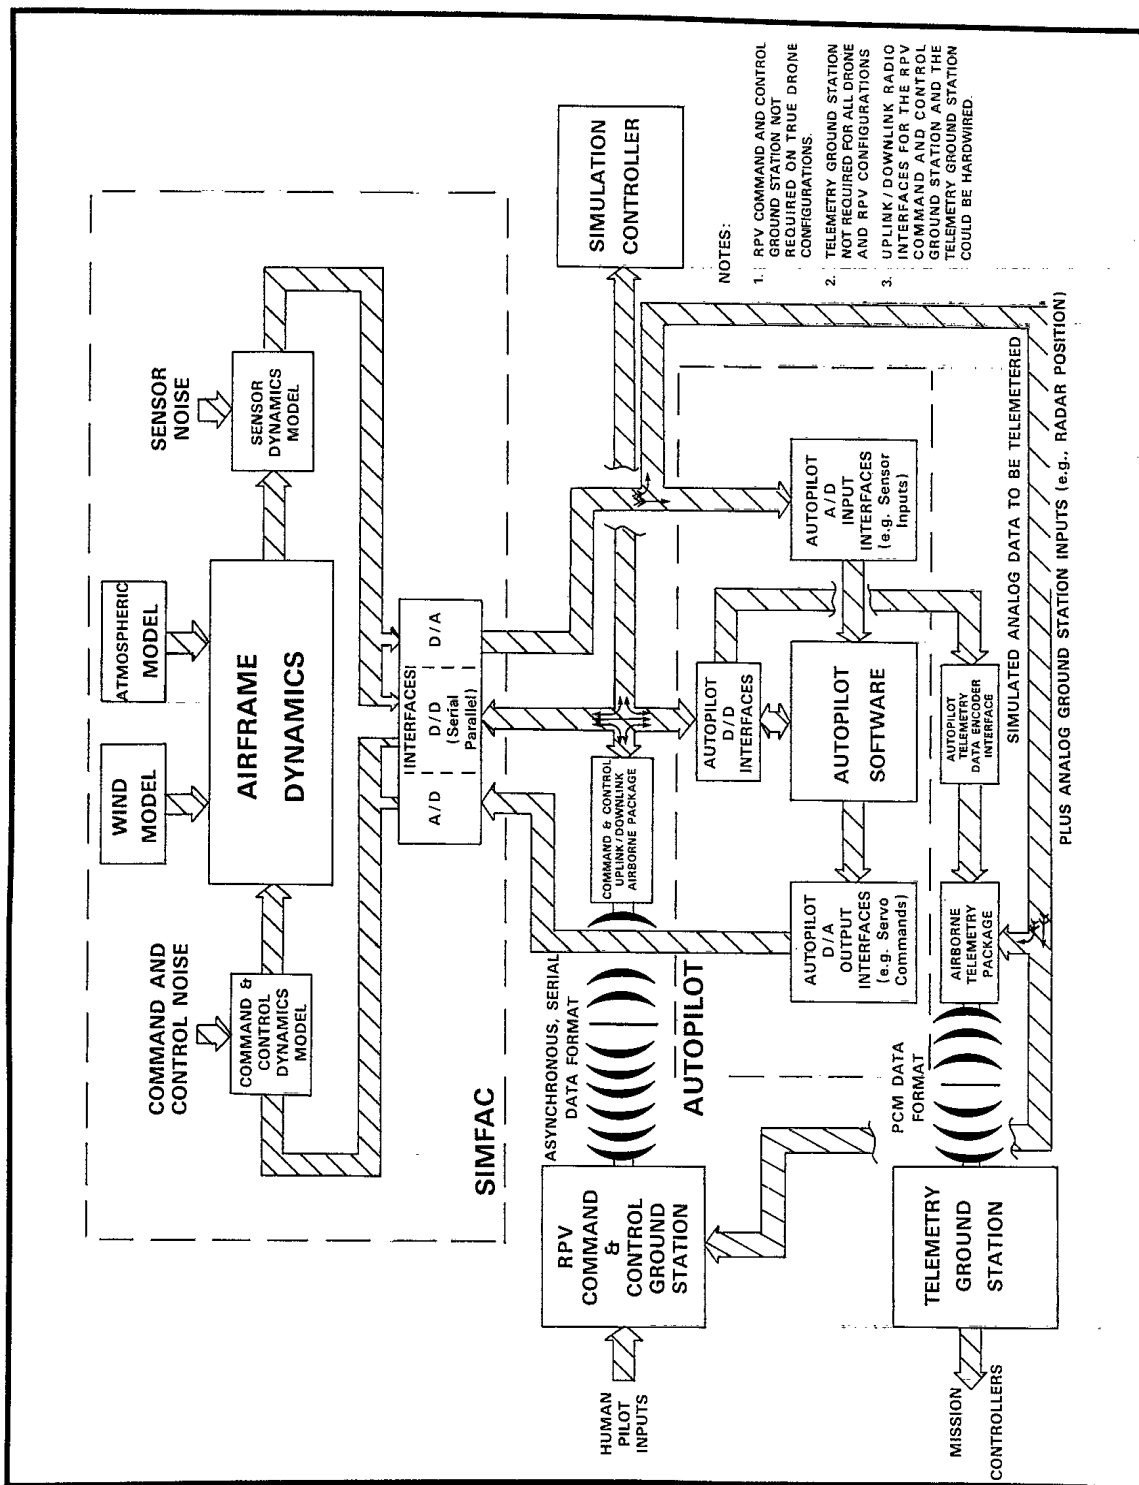 COMMAND AND
CONTROL NOISE
WIND
MODEL
ATMOSPHERIC
MODEL
SENSOR
NOISE
COMMAND &
CONTROL
DYNAMICS
MODEL
AIRFRAME
DYNAMICS
SENSOR
DYNAMICS
MODEL
INTERFACES
A/D
D/D
(Serial
Parallel)
D/A
SIMFAC
ASYNCHRONOUS, SERIAL
DATA FORMAT
COMMAND & CONTROL
UPLINK/DOWNLINK
AIRBORNE PACKAGE
SIMULATION
CONTROLLER
HUMAN
PILOT
INPUTS
RPV
COMMAND
&
CONTROL
GROUND
STATION
AUTOPILOT
AUTOPILOT
D/D
INTERFACES
AUTOPILOT
D/A
OUTPUT
INTERFACES
(e.g. Servo
Commands)
AUTOPILOT
SOFTWARE
AUTOPILOT
A/D
INPUT
INTERFACES
(e.g. Sensor
Inputs)
PCM DATA
FORMAT
AIRBORNE
TELEMETRY
PACKAGE
AUTOPILOT
TELEMETRY
DATA ENCODER
INTERFACE
MISSION
CONTROLLERS
TELEMETRY
GROUND
STATION
SIMULATED ANALOG DATA TO BE TELEMETERED
PLUS ANALOG GROUND STATION INPUTS (e.g., RADAR POSITION)
NOTES:
1. RPV COMMAND AND CONTROL
GROUND STATION NOT
REQUIRED ON TRUE DRONE
CONFIGURATIONS.
2. TELEMETRY GROUND STATION
NOT REQUIRED FOR ALL DRONE
AND RPV CONFIGURATIONS
3. UPLINK/DOWNLINK RADIO
INTERFACES FOR THE RPV
COMMAND AND CONTROL
GROUND STATION AND THE
TELEMETRY GROUND STATION
COULD BE HARDWIRED.